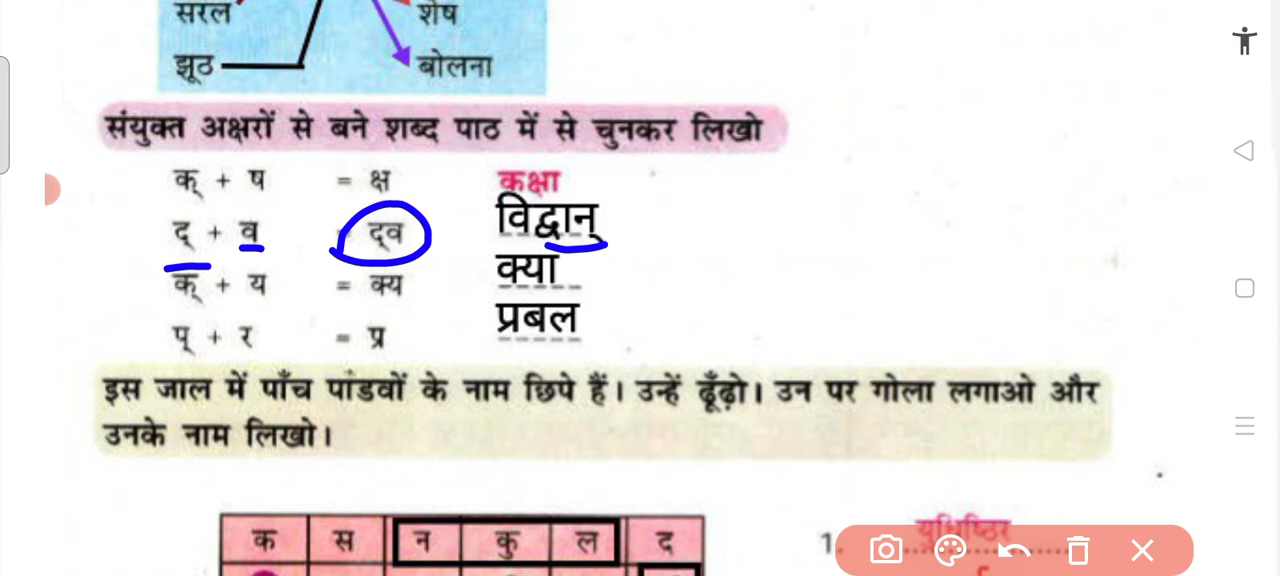 सरल शेष
झूठ बोलना
संयुक्त अक्षरों से बने शब्द पाठ में से चुनकर लिखो
क् + ष = क्ष कक्षा
द् + व = द्‌व विद्वान्
क् + य = क्य क्या
प् + र = प्र प्रबल
इस जाल में पाँच पांडवों के नाम छिपे हैं। उन्हें ढूँढ़ो। उन पर गोला लगाओ और
उनके नाम लिखो।
क स न कु ल द 1. युधिष्ठिर